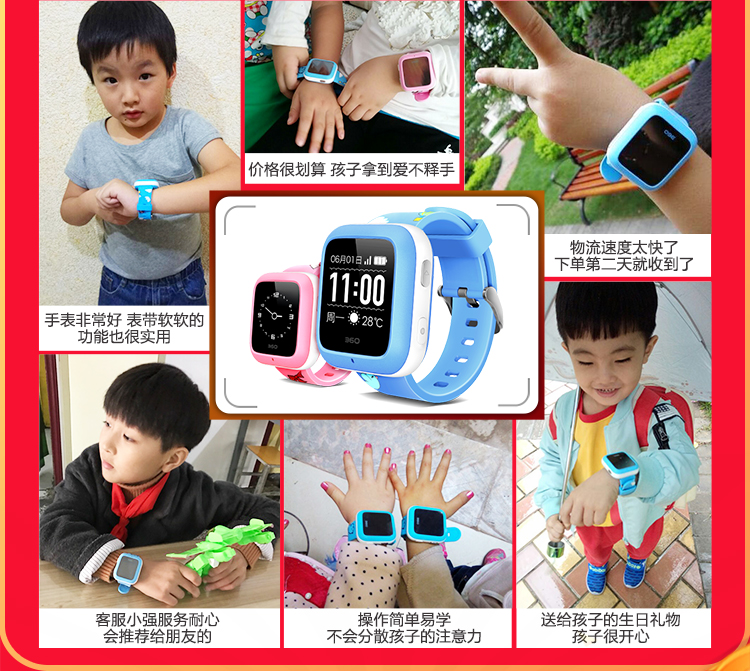 价格很划算 孩子拿到爱不释手
360
物流速度太快了
下单第二天就收到了
手表非常好 表带软软的
功能也很实用
06月01日
11:00
周一 28℃
360
客服小强服务耐心
会推荐给朋友的
操作简单易学
不会分散孩子的注意力
送给孩子的生日礼物
孩子很开心